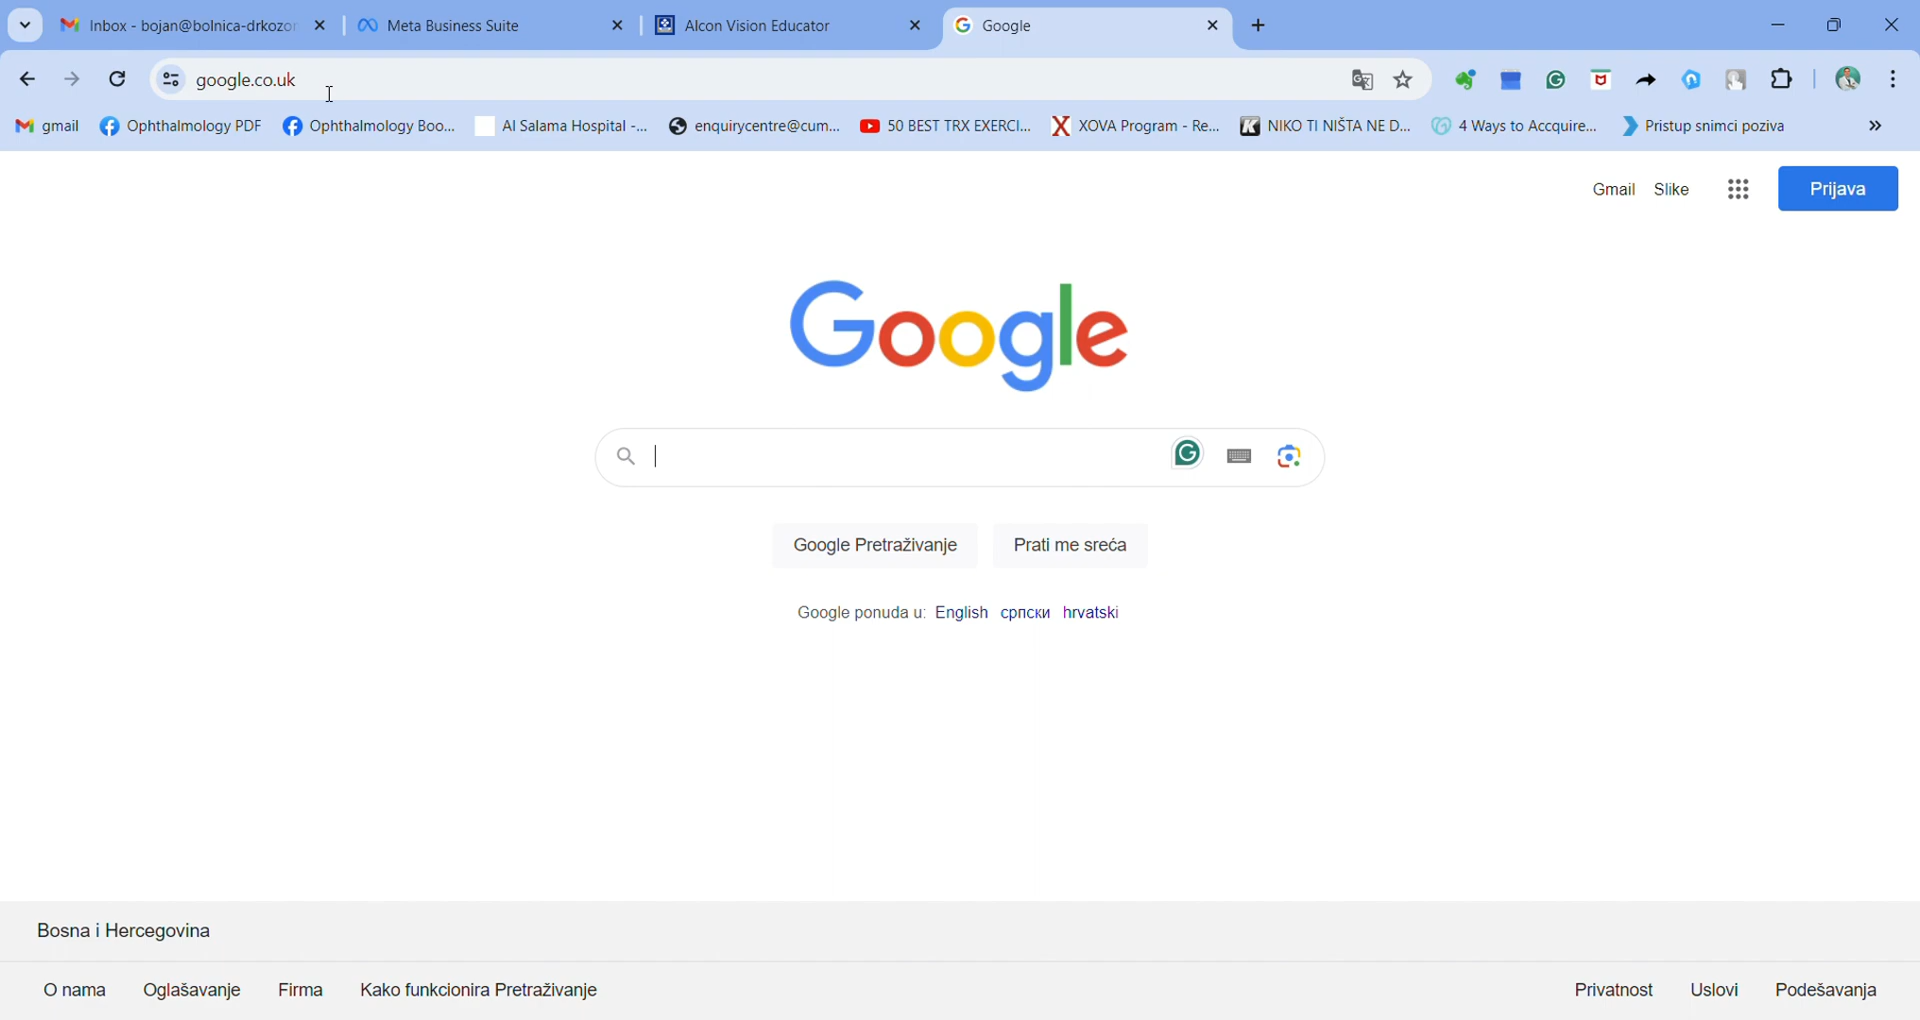 Inbox - bojan@bolnica-drkozor
Meta Business Suite
Alcon Vision Educator
Google
google.co.uk
gmail
Ophthalmology PDF
Ophthalmology Boo...
Al Salama Hospital -...
enquirycentre@cum...
50 BEST TRX EXERCI...
XOVA Program - Re...
NIKO TI NIŠTA NE D...
4 Ways to Accquire...
Pristup snimci poziva
»
Gmail Slike
Prijava
Google
Google Pretraživanje
Prati me sreća
Google ponuda u: English српски hrvatski
Bosna i Hercegovina
O nama Oglašavanje Firma Kako funkcionira Pretraživanje
Privatnost Uslovi Podešavanja